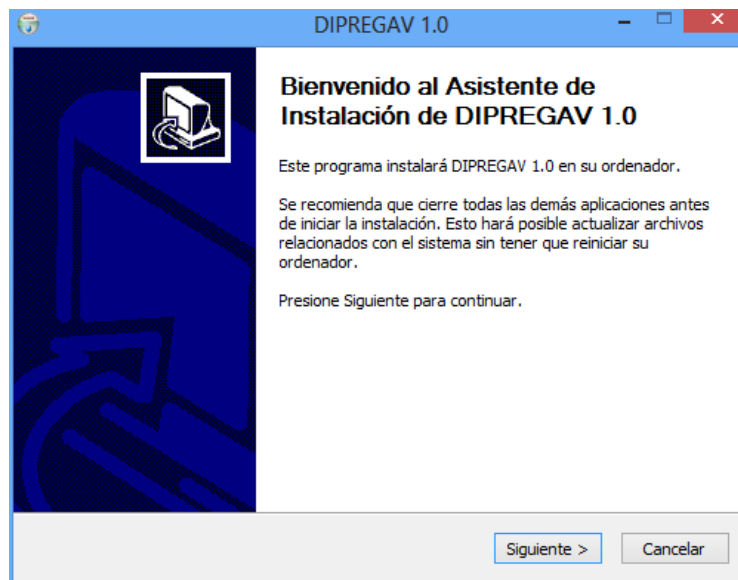 DIPREGAV 1.0
Bienvenido al Asistente de
Instalación de DIPREGAV 1.0
Este programa instalará DIPREGAV 1.0 en su ordenador.
Se recomienda que cierre todas las demás aplicaciones antes
de iniciar la instalación. Esto hará posible actualizar archivos
relacionados con el sistema sin tener que reiniciar su
ordenador.
Presione Siguiente para continuar.
Siguiente >
Cancelar